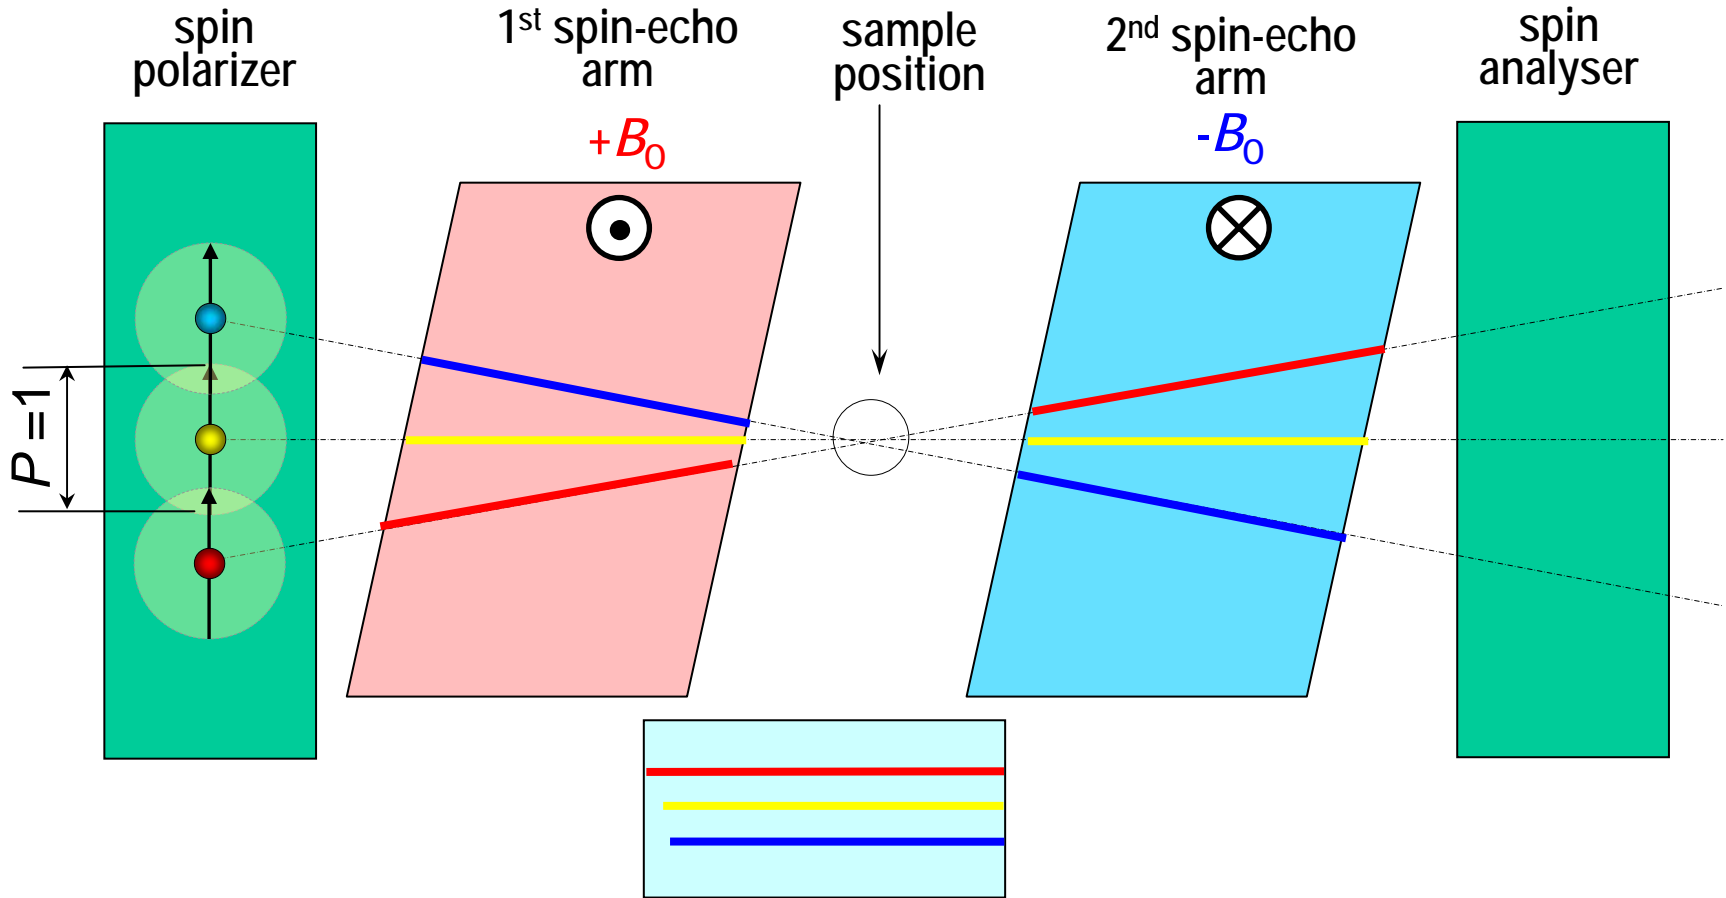 spin
polarizer
1st spin-echo
arm
+B0
sample
position
2nd spin-echo
arm
-B0
spin
analyser
P=1